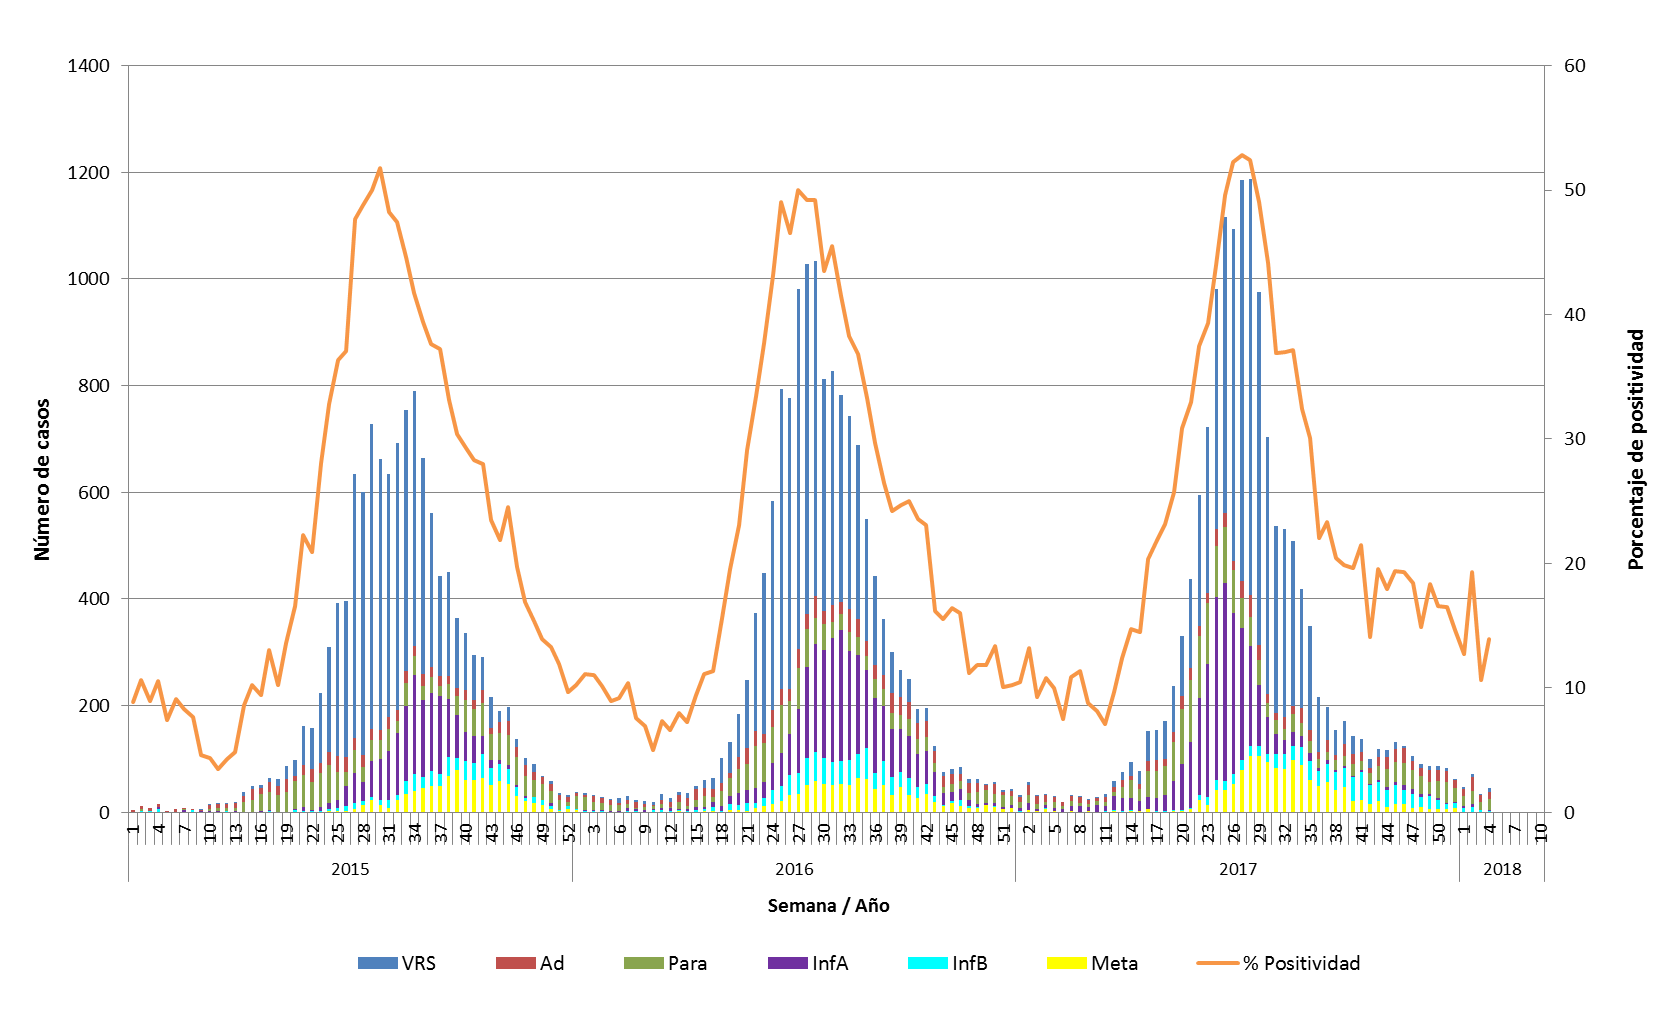 1400
1200
1000
800
600
400
200
0
60
50
40
30
20
10
0
Número de casos
Porcentaje de positividad
1 4 7 10 13 16 19 22 25 28 31 34 37 40 43 46 49 52 3 6 9 12 15 18 21 24 27 30 33 36 39 42 45 48 51 2 5 8 11 14 17 20 23 26 29 32 35 38 41 44 47 50 1 4 7 10
2015 2016 2017 2018
Semana / Año
VRS Ad Para InfA InfB Meta % Positividad